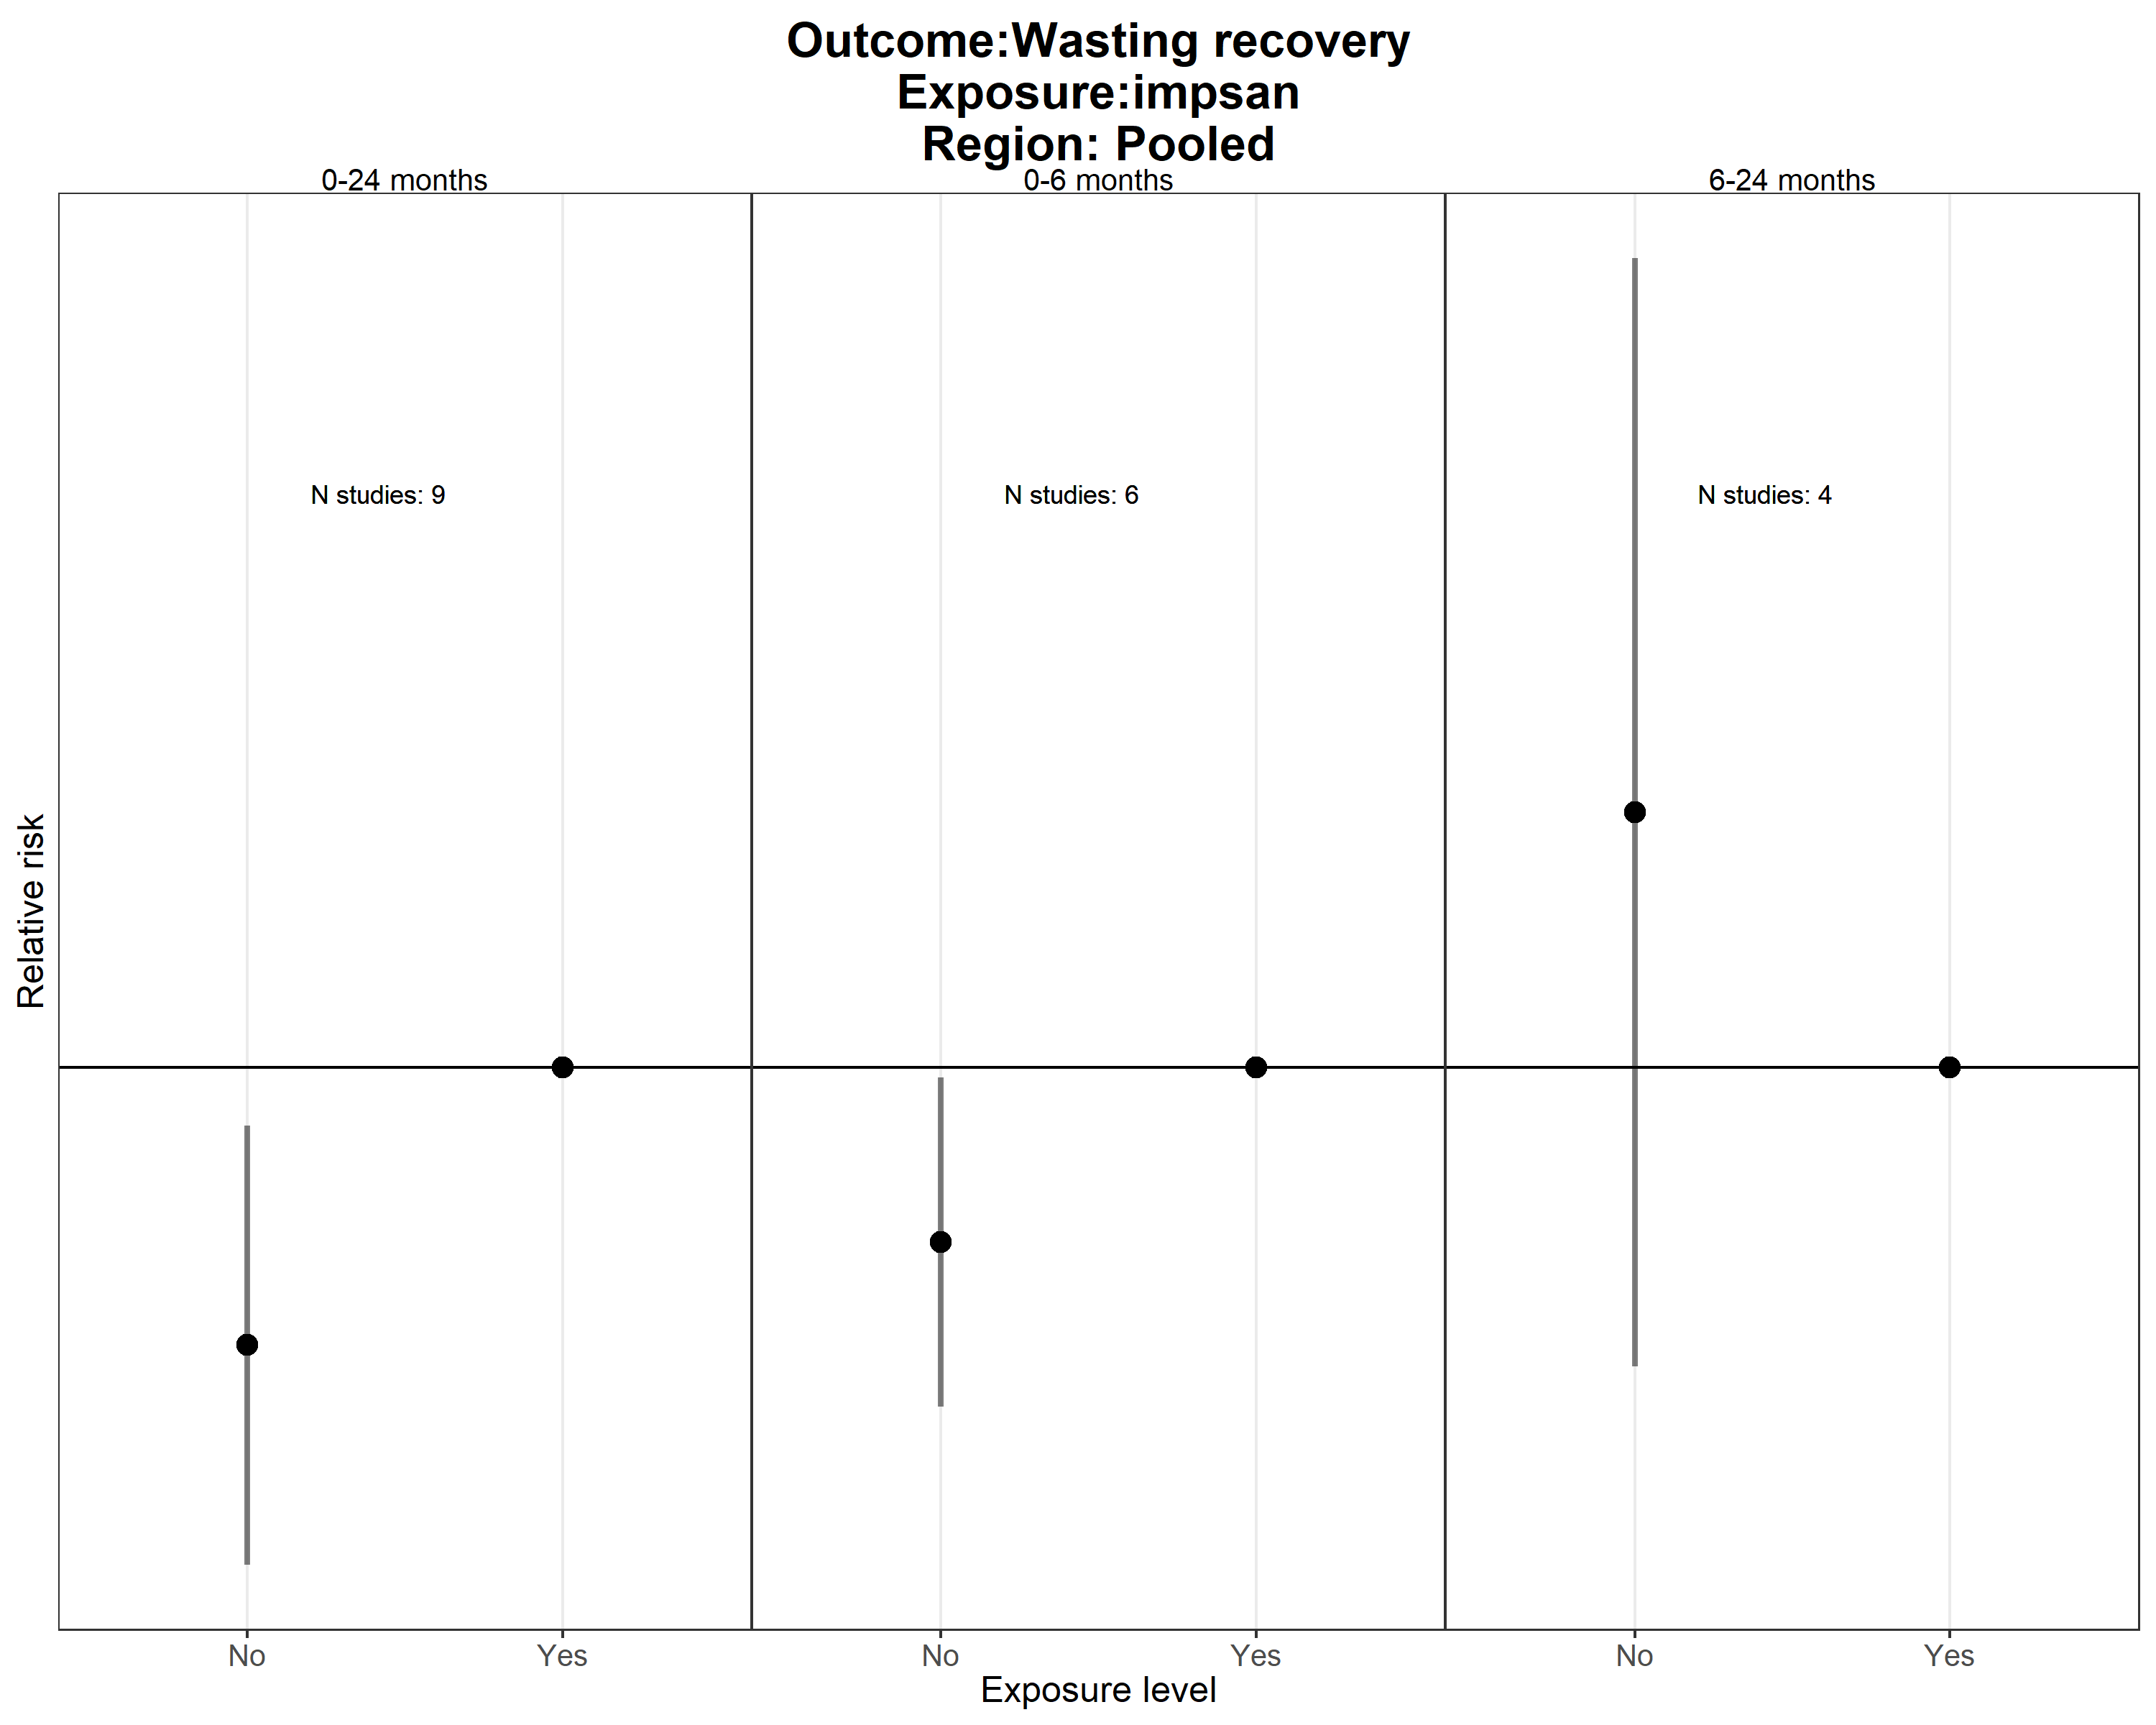 Outcome:Wasting recovery
Exposure:impsan
Region: Pooled
0-24 months
0-6 months
6-24 months
N studies: 9
N studies: 6
N studies: 4
Relative risk
No
Yes
No
Yes
No
Yes
Exposure level